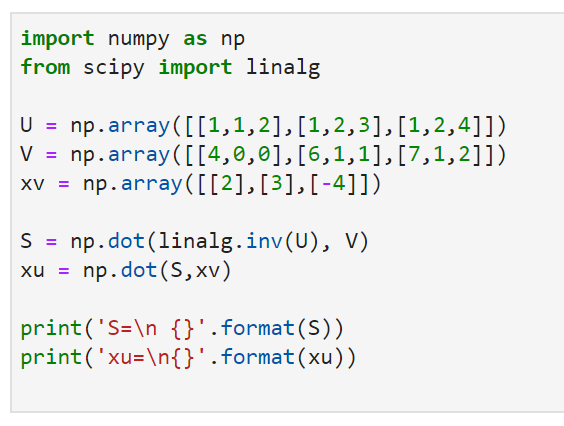 import numpy as np
from scipy import linalg
U = np.array([[1,1,2],[1,2,3],[1,2,4]])
V = np.array([[4,0,0],[6,1,1],[7,1,2]])
xv = np.array([[2],[3],[-4]])
S = np.dot(linalg.inv(U), V)
xu = np.dot(S,xv)
print('S=\n {}'.format(S))
print('xu=\n{}'.format(xu))